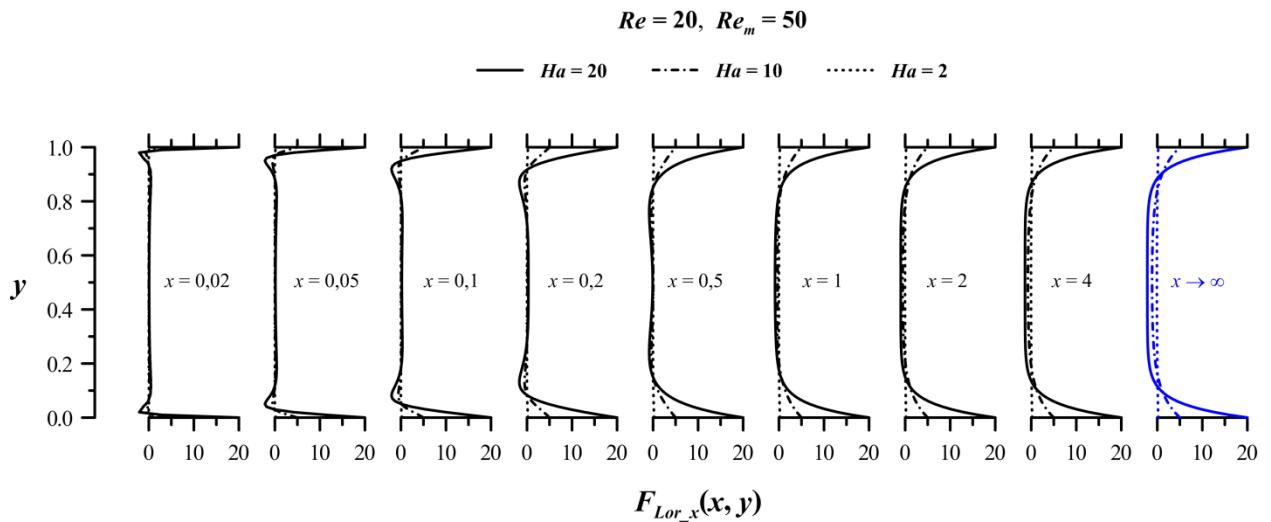 Re = 20, Re_m = 50
Ha = 20 Ha = 10 Ha = 2
1.0
0.8
0.6
y
0.4
0.2
0.0
x = 0,02 x = 0,05 x = 0,1 x = 0,2 x = 0,5 x = 1 x = 2 x = 4 x → ∞
0 20 0 10 20 0 10 20 0 10 20 0 10 20 0 10 20 0 10 20 0 10 20 0 10 20
F_{Lor_x}(x, y)